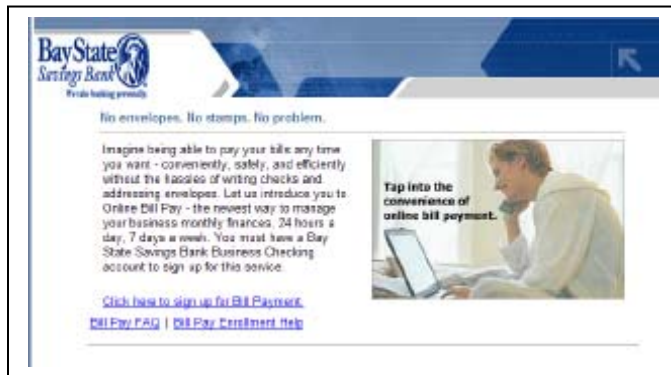 Bay State
Savings Bank
We take banking personally.
No envelopes. No stamps. No problem.
Imagine being able to pay your bills any time
you want - conveniently, safely, and efficiently
without the hassles of writing checks and
addressing envelopes. Let us introduce you to
Online Bill Pay - the newest way to manage
your business monthly finances, 24 hours a
day, 7 days a week. You must have a Bay
State Savings Bank Business Checking
account to sign up for this service.
Tap into the
convenience of
online bill payment.
Click here to sign up for Bill Payment
Bill Pay FAQ | Bill Pay Enrollment Help